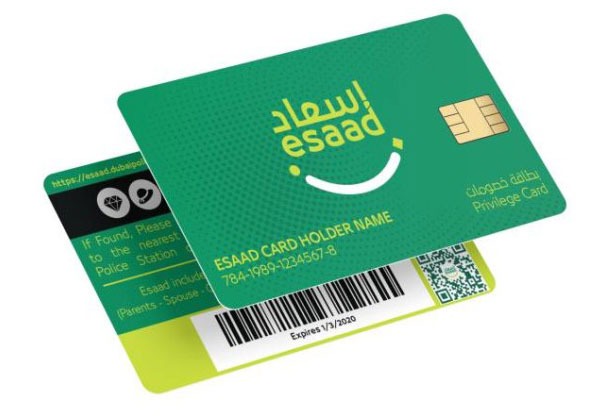 إسعاد
esaad
بطاقة خصومات
Privilege Card
ESAAD CARD HOLDER NAME
784-1989-1234567-8
https://esaad.dubaipol
If Found, Please
to the nearest
Police Station
Esaad include
(Parents - Spouse -
Expires 1/3/2020